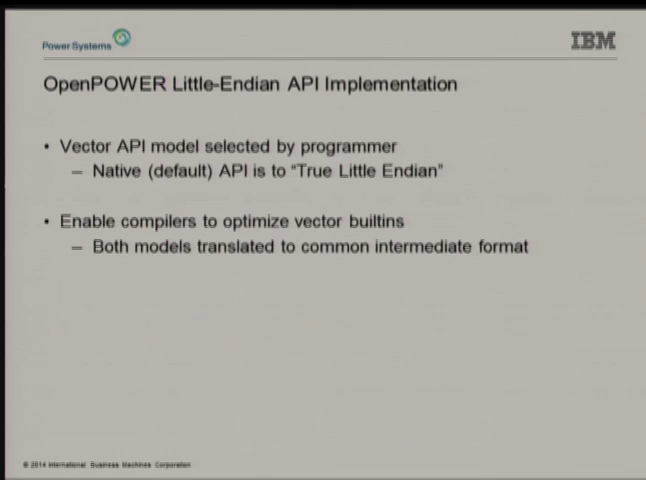 Power Systems
IBM
OpenPOWER Little-Endian API Implementation
• Vector API model selected by programmer
– Native (default) API is to "True Little Endian"
• Enable compilers to optimize vector builtins
– Both models translated to common intermediate format
© 2014 International Business Machines Corporation